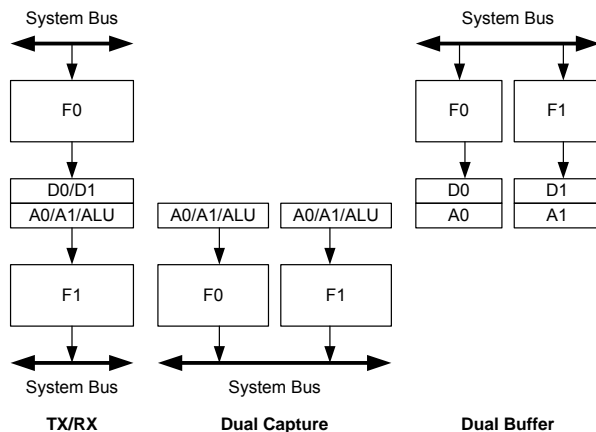 System Bus
System Bus
F0
F0
F1
D0/D1
A0/A1/ALU
D0
A0
D1
A1
A0/A1/ALU
A0/A1/ALU
F1
F0
F1
System Bus
System Bus
TX/RX
Dual Capture
Dual Buffer